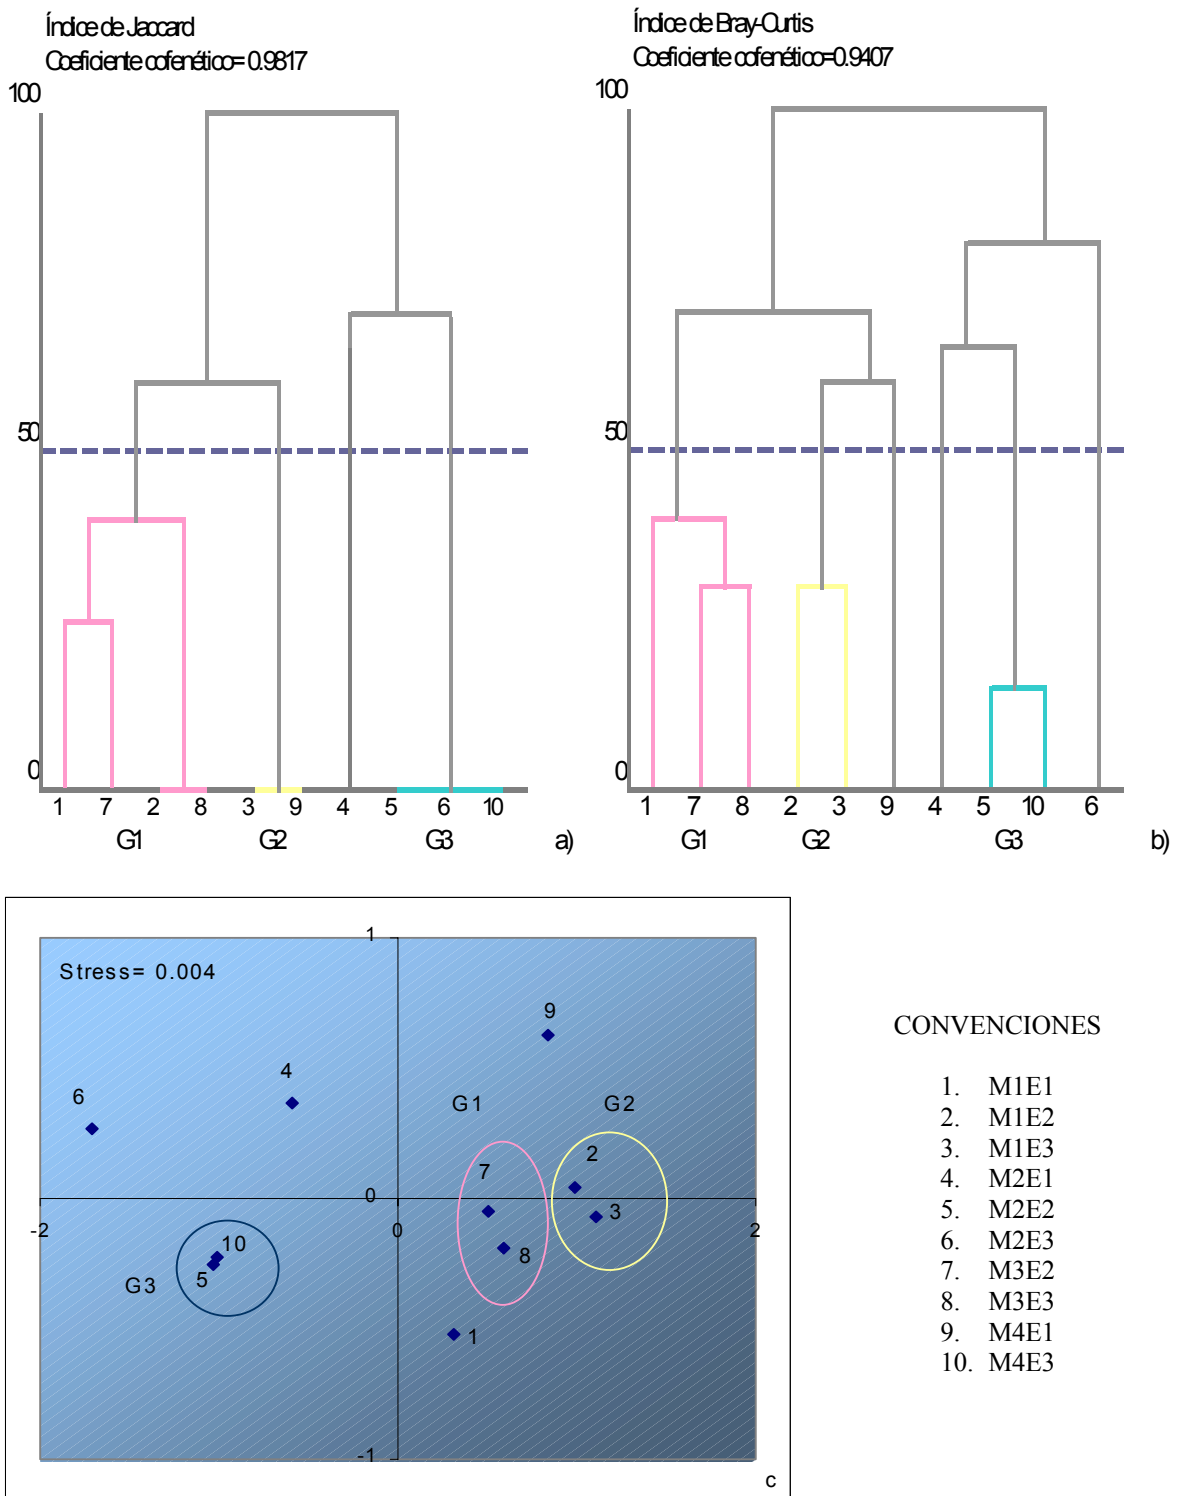 Índice de Jaccard
Coeficiente cofenético= 0.9817
100
50
0
1 7 2 8 3 9 4 5 6 10
G1 G2 G3 a)
Índice de Bray-Curtis
Coeficiente cofenético=0.9407
100
50
0
1 7 8 2 3 9 4 5 10 6
G1 G2 G3 b)
1
Stress= 0.004
9
4
6
G1 G2
2
7
0
-2 0 3 2
10
8
G3 5
1
-1
c
CONVENCIONES
1. M1E1
2. M1E2
3. M1E3
4. M2E1
5. M2E2
6. M2E3
7. M3E2
8. M3E3
9. M4E1
10. M4E3